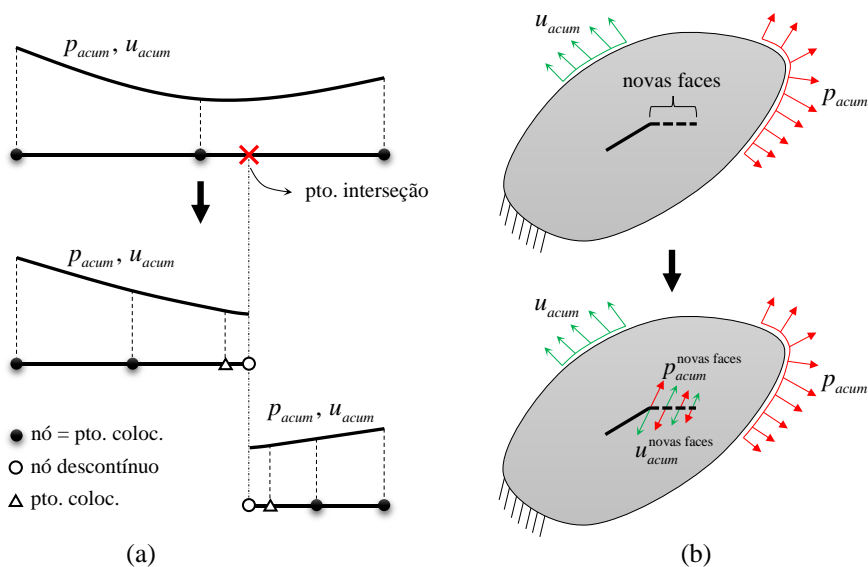 p_acum, u_acum
pto. interseção
p_acum, u_acum
p_acum, u_acum
nó = pto. coloc.
nó descontínuo
pto. coloc.
(a)
u_acum
novas faces
p_acum
u_acum
p_acum^novas faces
p_acum
u_acum^novas faces
(b)